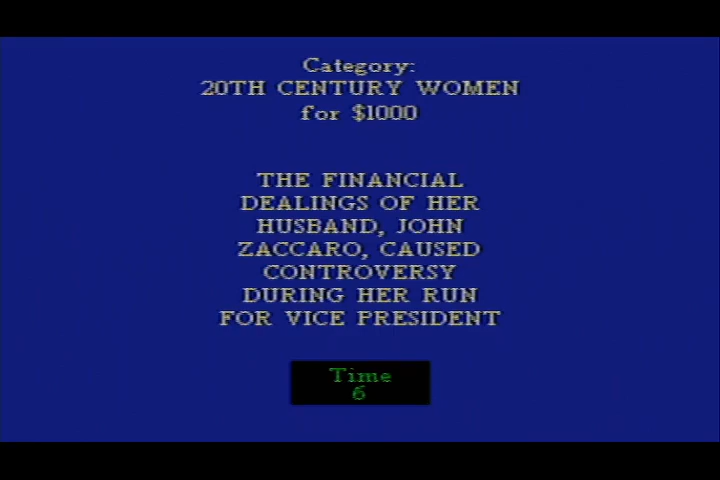 Category:
20TH CENTURY WOMEN
for $1000
THE FINANCIAL
DEALINGS OF HER
HUSBAND, JOHN
ZACCARO, CAUSED
CONTROVERSY
DURING HER RUN
FOR VICE PRESIDENT
Time
6